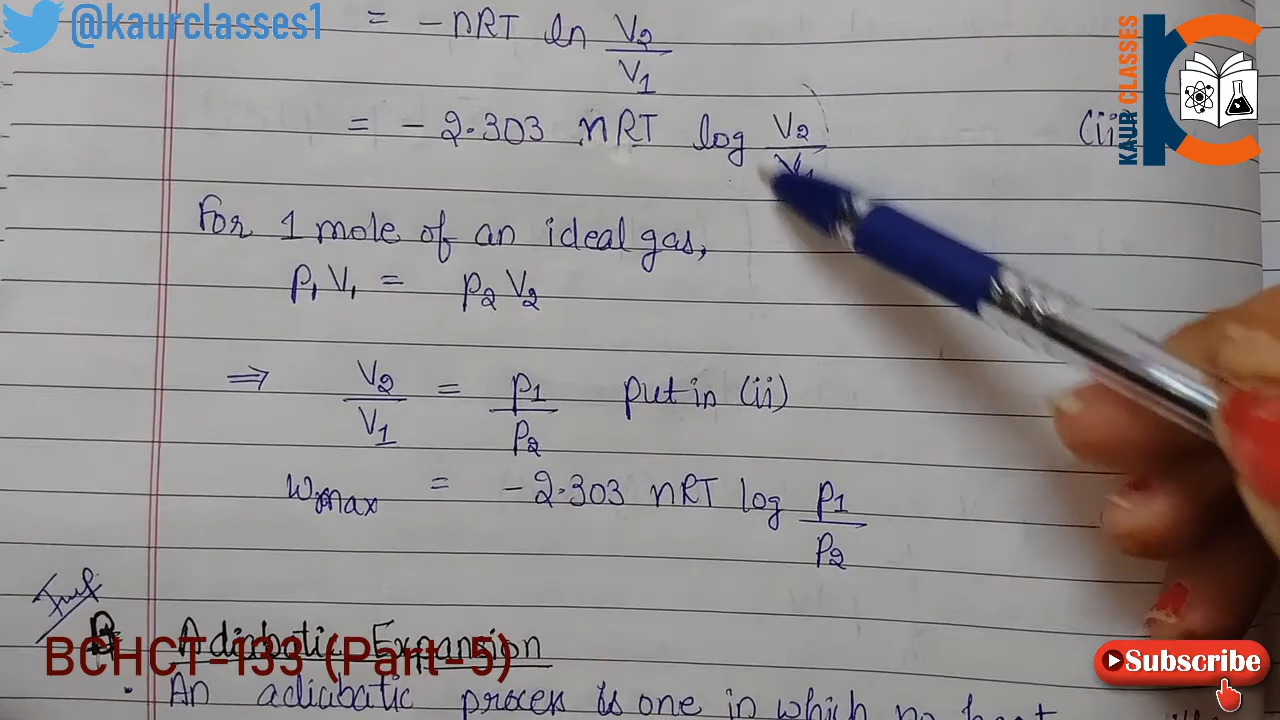 @kaurclasses1
= -nRT ln V2/V1
= -2.303 nRT log V2/V1 (ii
KAUR CLASSES
For 1 mole of an ideal gas,
P1V1 = P2V2
⇒ V2/V1 = P1/P2 put in (ii)
Wmax = -2.303 nRT log P1/P2
Adiabatic Expansion
BCHCT-133 (Part-5)
Subscribe
• An adiabatic process is one in which no heat